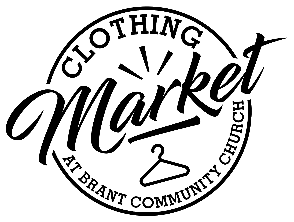 CLOTHING
Market
AT BRANT COMMUNITY CHURCH